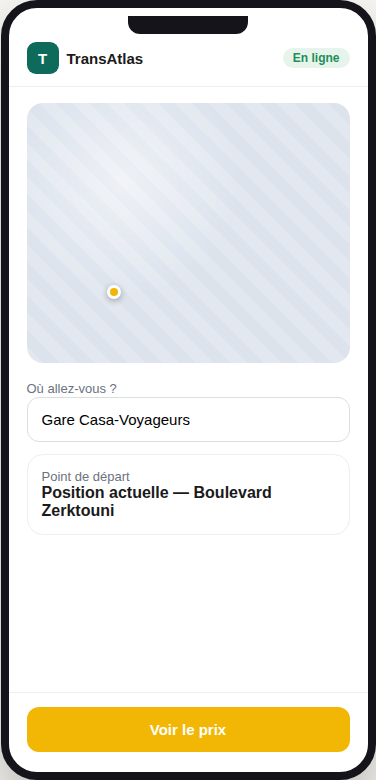 T
TransAtlas
En ligne
Où allez-vous ?
Gare Casa-Voyageurs
Point de départ
Position actuelle — Boulevard
Zerktouni
Voir le prix